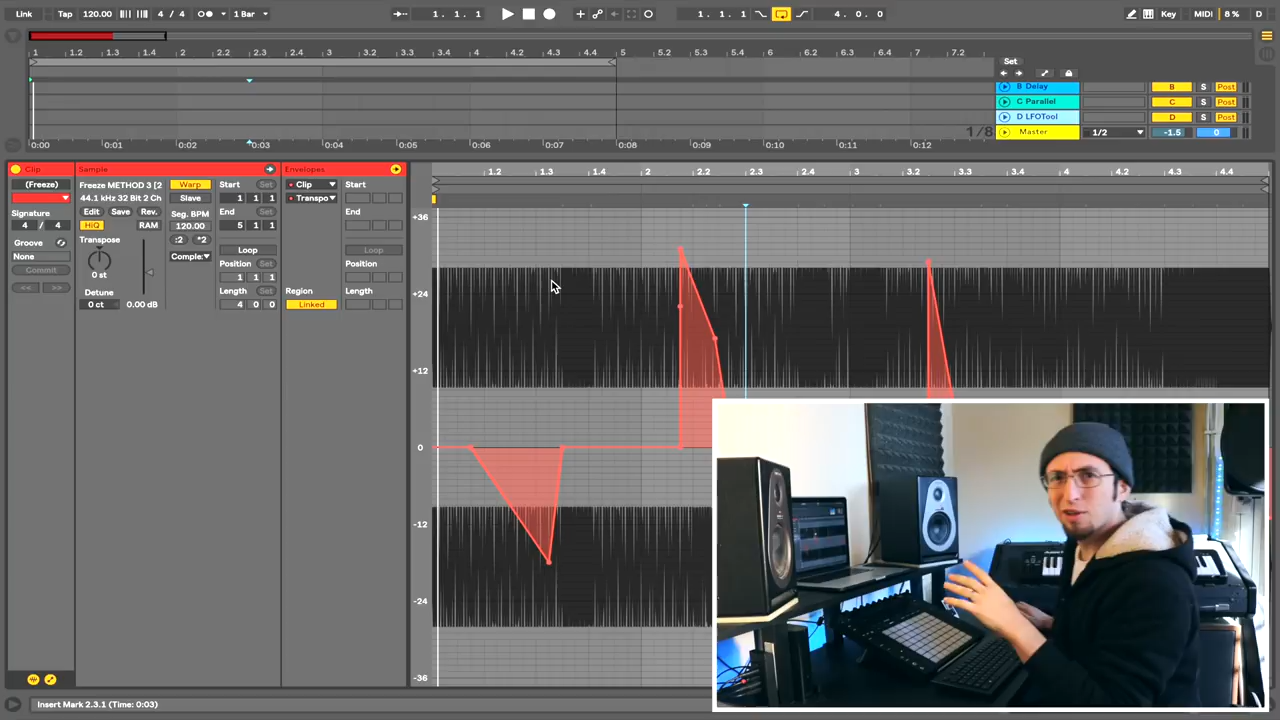 Link Tap 120.00 4 / 4 1 Bar 1. 1. 1 1. 1. 1 4. 0. 0 Key MIDI 8 % D
1 1.2 1.3 1.4 2 2.2 2.3 2.4 3 3.2 3.3 3.4 4 4.2 4.3 4.4 5 5.2 5.3 5.4 6 6.2 6.3 6.4 7 7.2
Set
B Delay B S Post
C Parallel C S Post
D LFOTool D S Post
1/8 Master 1/2 -1.5 0
0:00 0:01 0:02 0:03 0:04 0:05 0:06 0:07 0:08 0:09 0:10 0:11 0:12
Clip Sample Envelopes
(Freeze) Freeze METHOD 3 [2 Warp Start Set Clip Start
44.1 kHz 32 Bit 2 Ch Slave 1 1 1 Transpo
Signature Edit Save Rev. Seg. BPM End Set End
4 / 4 HiQ RAM 120.00 5 1 1
Groove Transpose :2 *2 Loop Loop
None Comple: Position Set Position
Commit 0 st 1 1 1
<< >> Detune Length Set Region Length
0 ct 0.00 dB 4 0 0 Linked
1.2 1.3 1.4 2 2.2 2.3 2.4 3 3.2 3.3 3.4 4 4.2 4.3 4.4
+36
+24
+12
0
-12
-24
-36
Insert Mark 2.3.1 (Time: 0:03)